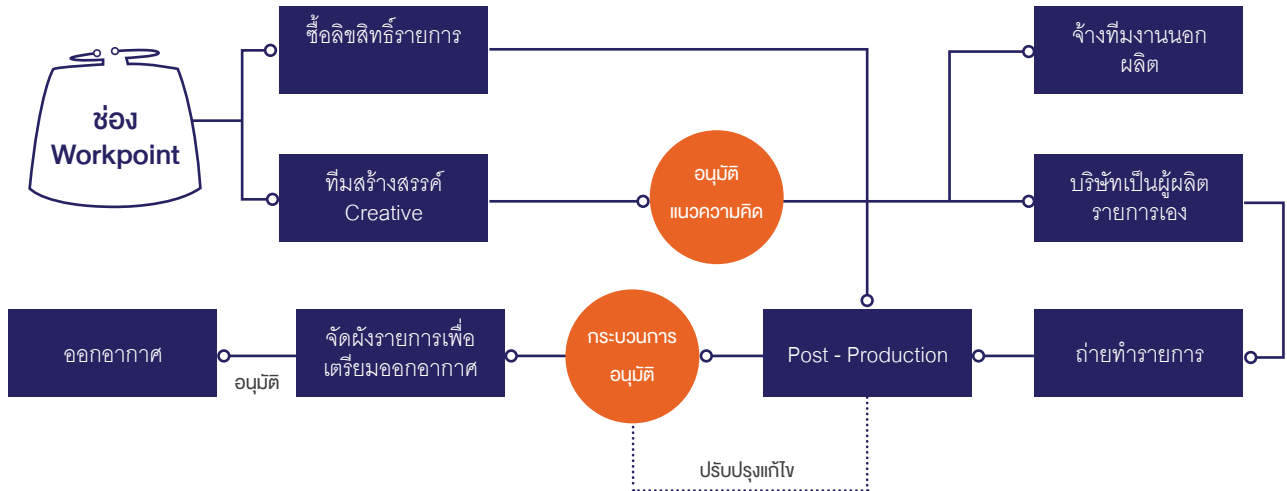 ซื้อลิขสิทธิ์รายการ
จ้างทีมงานนอก
ผลิต
ช่อง
Workpoint
ทีมสร้างสรรค์
Creative
อนุมัติ
แนวความคิด
บริษัทเป็นผู้ผลิต
รายการเอง
ออกอากาศ
อนุมัติ
จัดผังรายการเพื่อ
เตรียมออกอากาศ
กระบวนการ
อนุมัติ
Post - Production
ถ่ายทำรายการ
ปรับปรุงแก้ไข